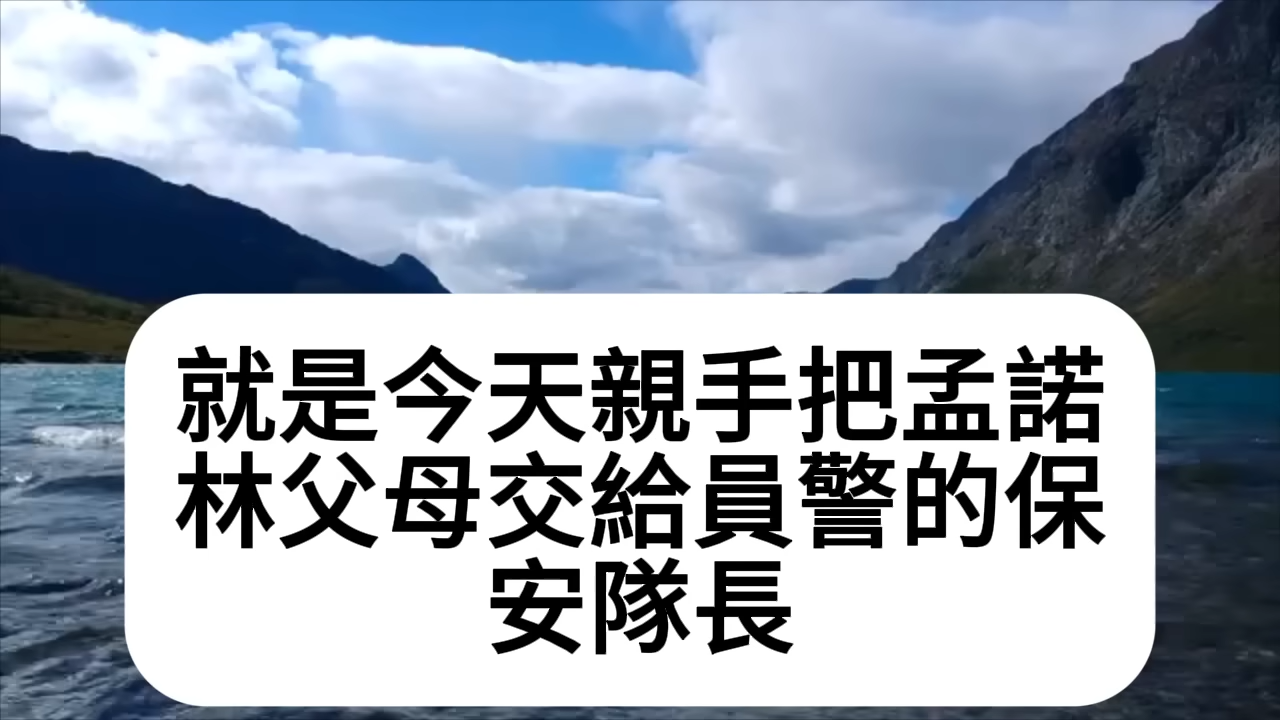 就是今天親手把孟諾
林父母交給員警的保
安隊長